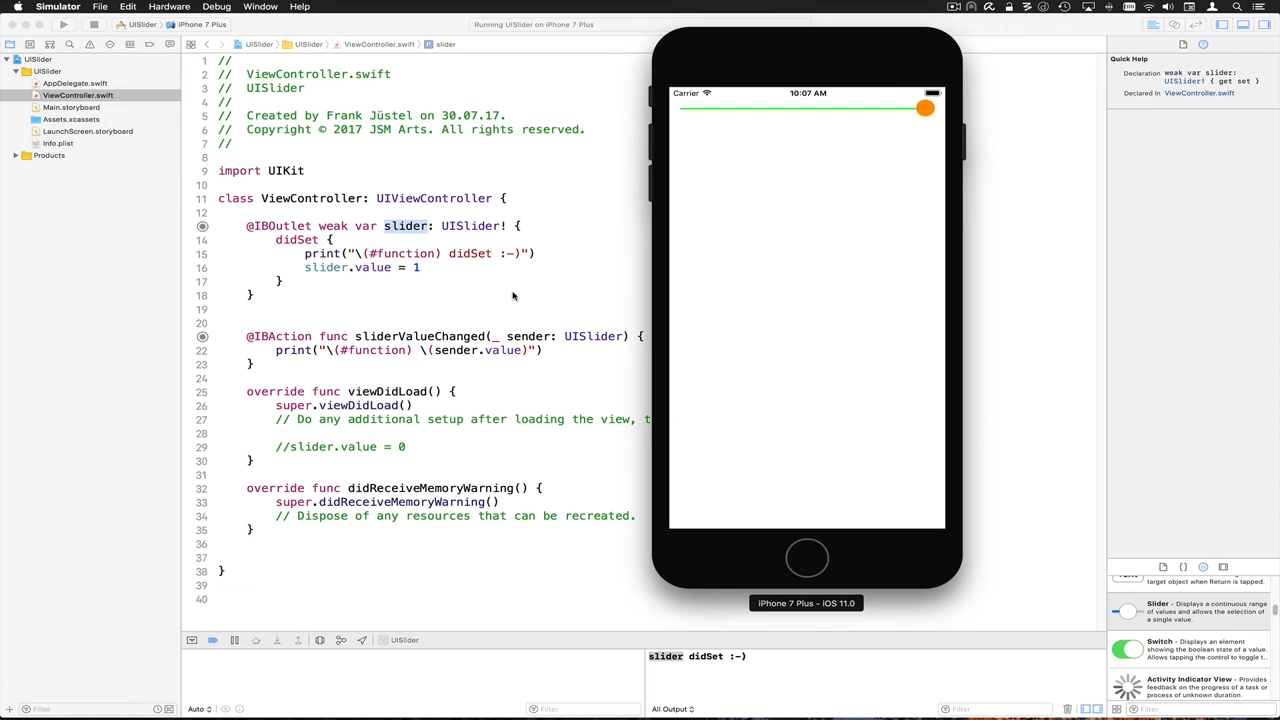 Simulator File Edit Hardware Debug Window Help
UISlider iPhone 7 Plus Running UISlider on iPhone 7 Plus
UISlider UISlider ViewController.swift slider
UISlider
UISlider
AppDelegate.swift
ViewController.swift
Main.storyboard
Assets.xcassets
LaunchScreen.storyboard
Info.plist
Products
1 //
2 // ViewController.swift
3 // UISlider
4 //
5 // Created by Frank Jüstel on 30.07.17.
6 // Copyright © 2017 JSM Arts. All rights reserved.
7 //
8
9 import UIKit
10
11 class ViewController: UIViewController {
12
@IBOutlet weak var slider: UISlider! {
14 didSet {
15 print("\(#function) didSet :-)")
16 slider.value = 1
17 }
18 }
19
20
@IBAction func sliderValueChanged(_ sender: UISlider) {
22 print("\(#function) \(sender.value)")
23 }
24
25 override func viewDidLoad() {
26 super.viewDidLoad()
27 // Do any additional setup after loading the view, t
28
29 //slider.value = 0
30 }
31
32 override func didReceiveMemoryWarning() {
33 super.didReceiveMemoryWarning()
34 // Dispose of any resources that can be recreated.
35 }
36
37
38 }
39
40
Carrier 10:07 AM
iPhone 7 Plus – iOS 11.0
Quick Help
Declaration weak var slider:
UISlider! { get set }
Declared In ViewController.swift
target object when Return is tapped.
Slider - Displays a continuous range
of values and allows the selection of
a single value.
Switch - Displays an element
showing the boolean state of a value.
Allows tapping the control to toggle t...
Activity Indicator View - Provides
feedback on the progress of a task or
process of unknown duration.
UISlider
slider didSet :-)
Filter
Auto
Filter
All Output
Filter
Filter